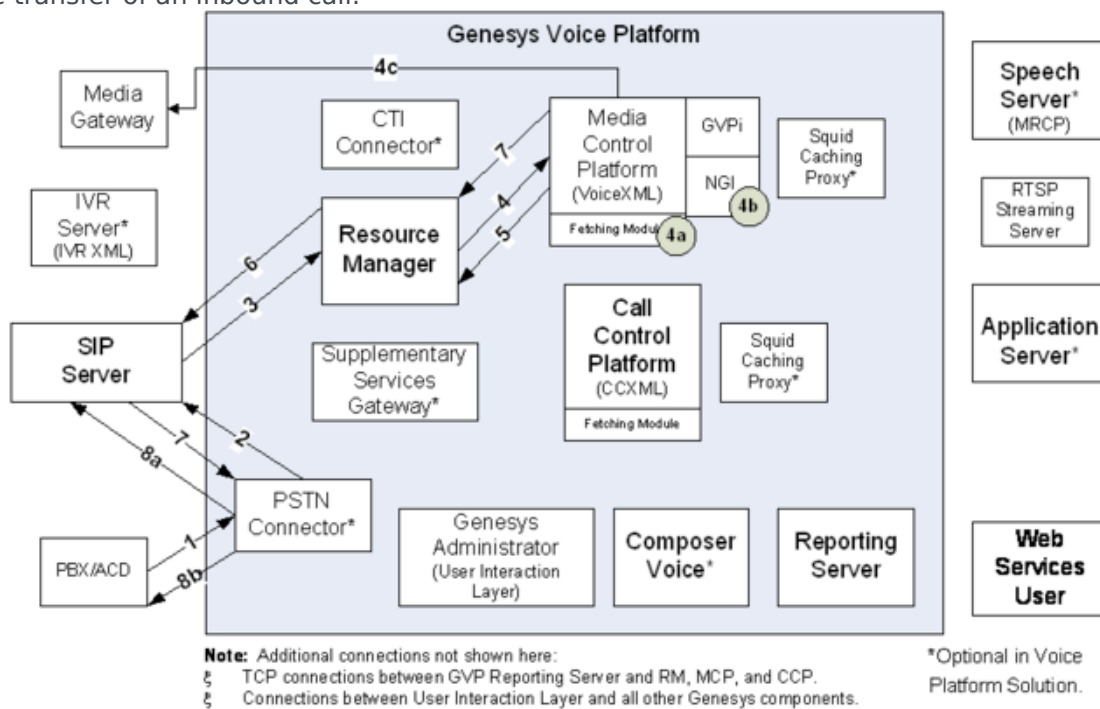 transfer of an inbound call.
Genesys Voice Platform
4c
Media
Gateway
CTI
Connector*
Media
Control
Platform
(VoiceXML)
Fetching Modul
GVPi
NGI
4b
4a
Squid
Caching
Proxy*
Speech
Server*
(MRCP)
IVR
Server*
(IVR XML)
Resource
Manager
7
4
5
RTSP
Streaming
Server
6
3
SIP
Server
Supplementary
Services
Gateway*
Call
Control
Platform
(CCXML)
Fetching Module
Squid
Caching
Proxy*
Application
Server*
2
7
8a
PSTN
Connector*
PBX/ACD
1
8b
Genesys
Administrator
(User Interaction
Layer)
Composer
Voice*
Reporting
Server
Web
Services
User
Note: Additional connections not shown here:
ξ TCP connections between GVP Reporting Server and RM, MCP, and CCP.
ξ Connections between User Interaction Layer and all other Genesys components.
*Optional in Voice
Platform Solution.